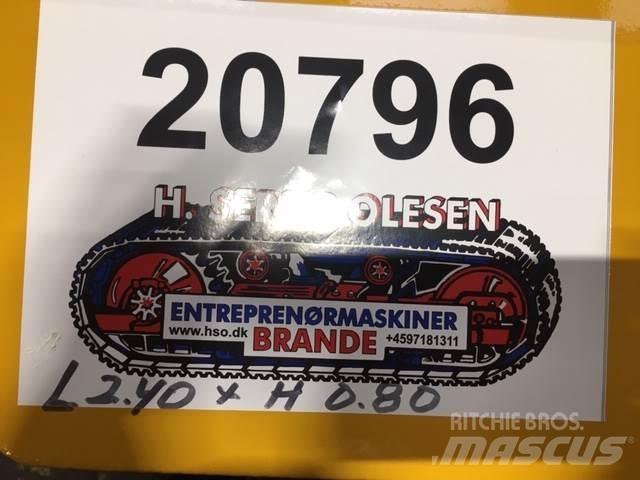 20796
H. OLESEN
ENTREPRENØRMASKINER
www.hso.dk BRANDE +4597181311
L 2.40 x H 0.80
RITCHIE BROS.
MASCUS